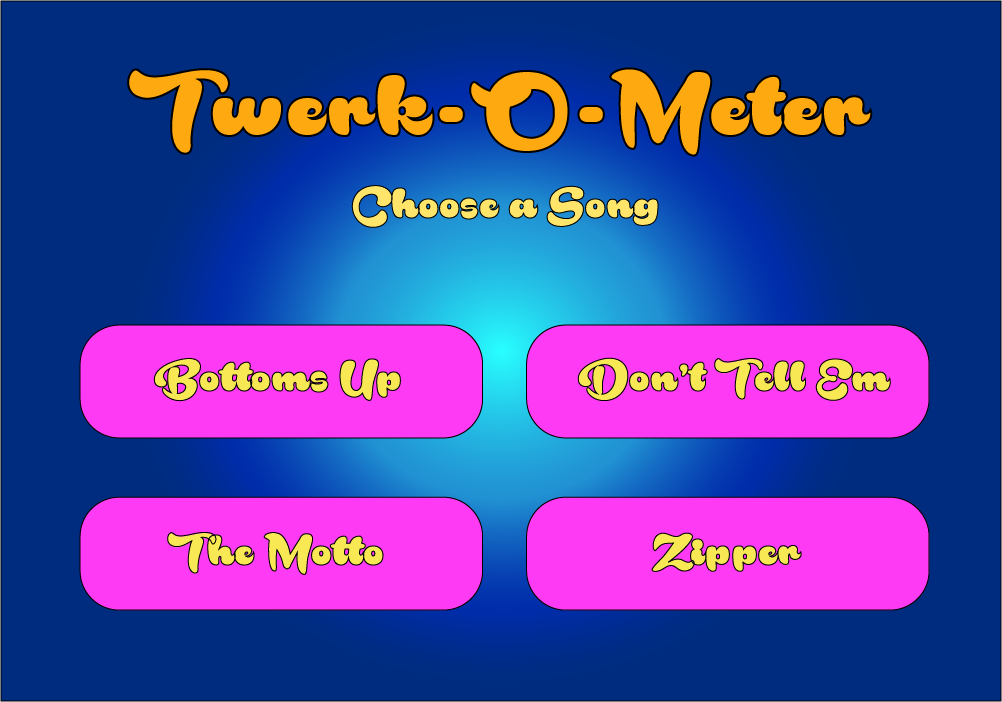 Twerk-O-Meter
Choose a Song
Bottoms Up
Don't Tell Em
The Motto
Zipper